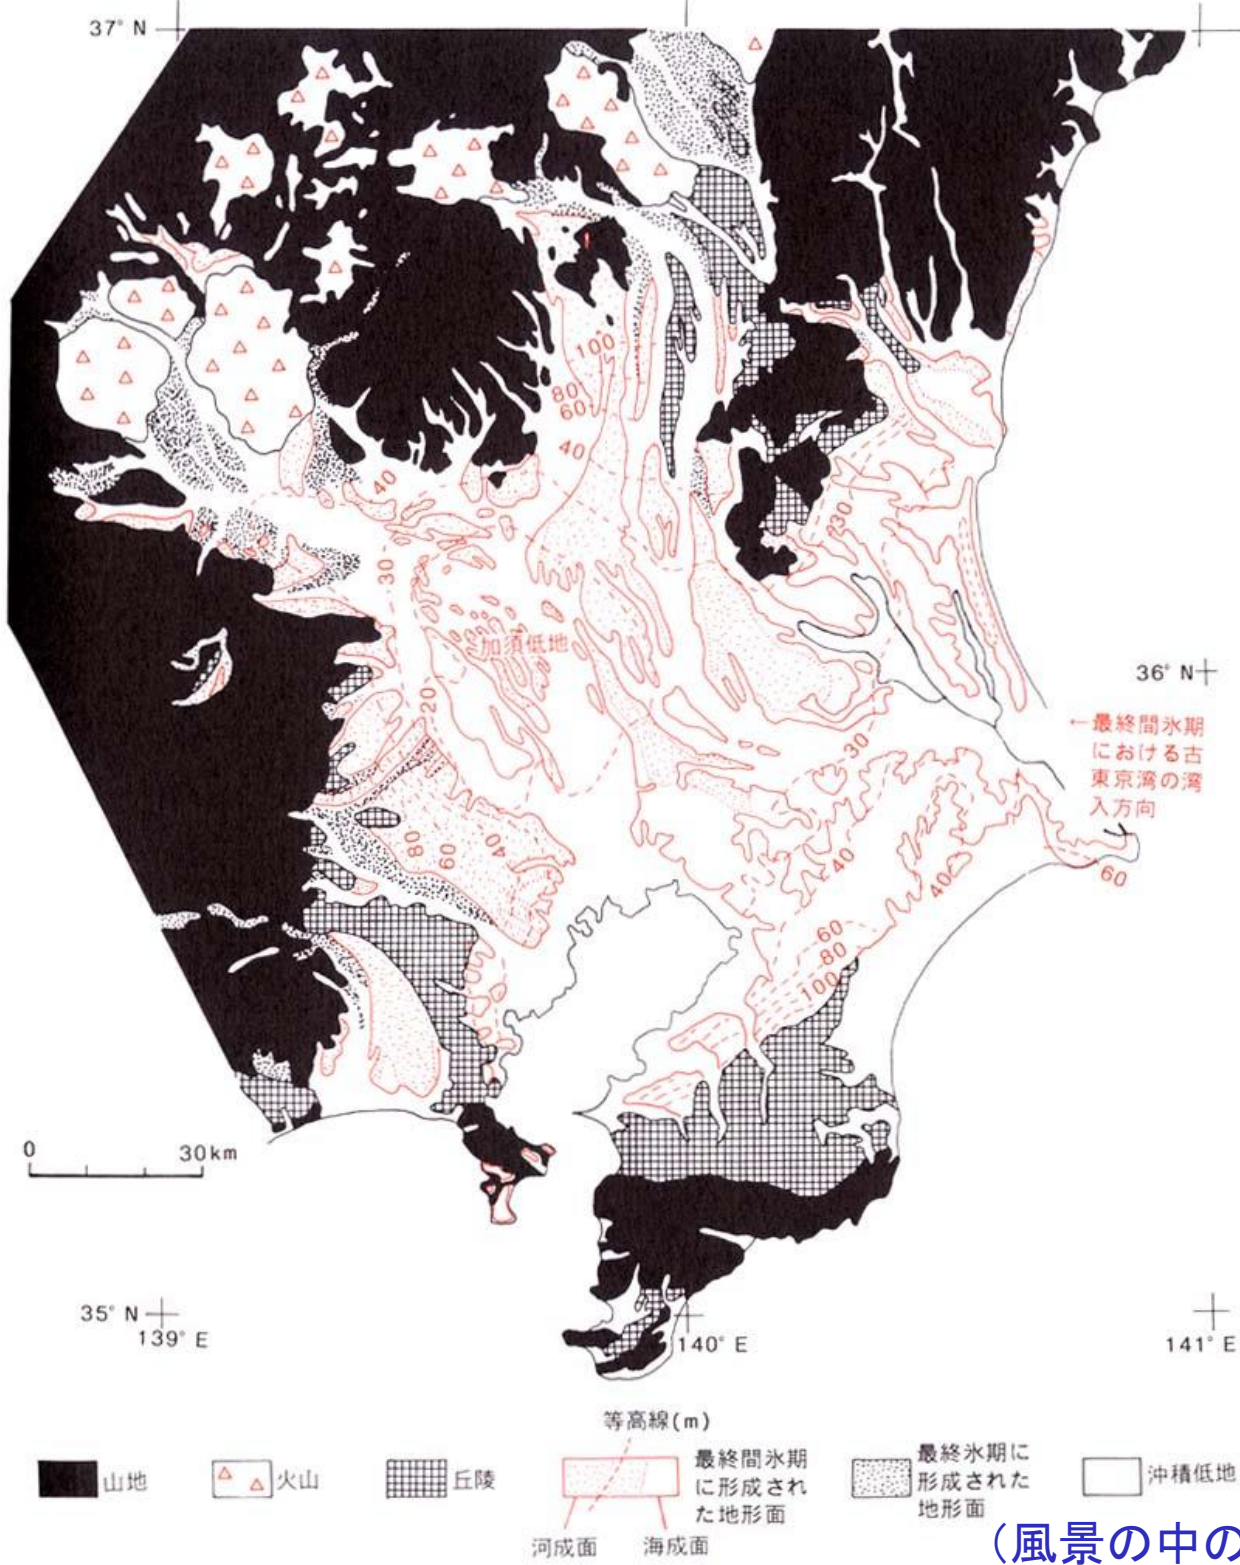 37° N
100
80
60
40
40
30
30
加須低地
36° N
20
←最終間氷期
における古
東京湾の湾
入方向
30
80
60
40
40
40
60
60
80
100
0 30km
35° N
139° E
140° E
141° E
等高線(m)
山地
火山
丘陵
最終間氷期
に形成され
た地形面
最終氷期に
形成された
地形面
沖積低地
河成面
海成面
(風景の中の